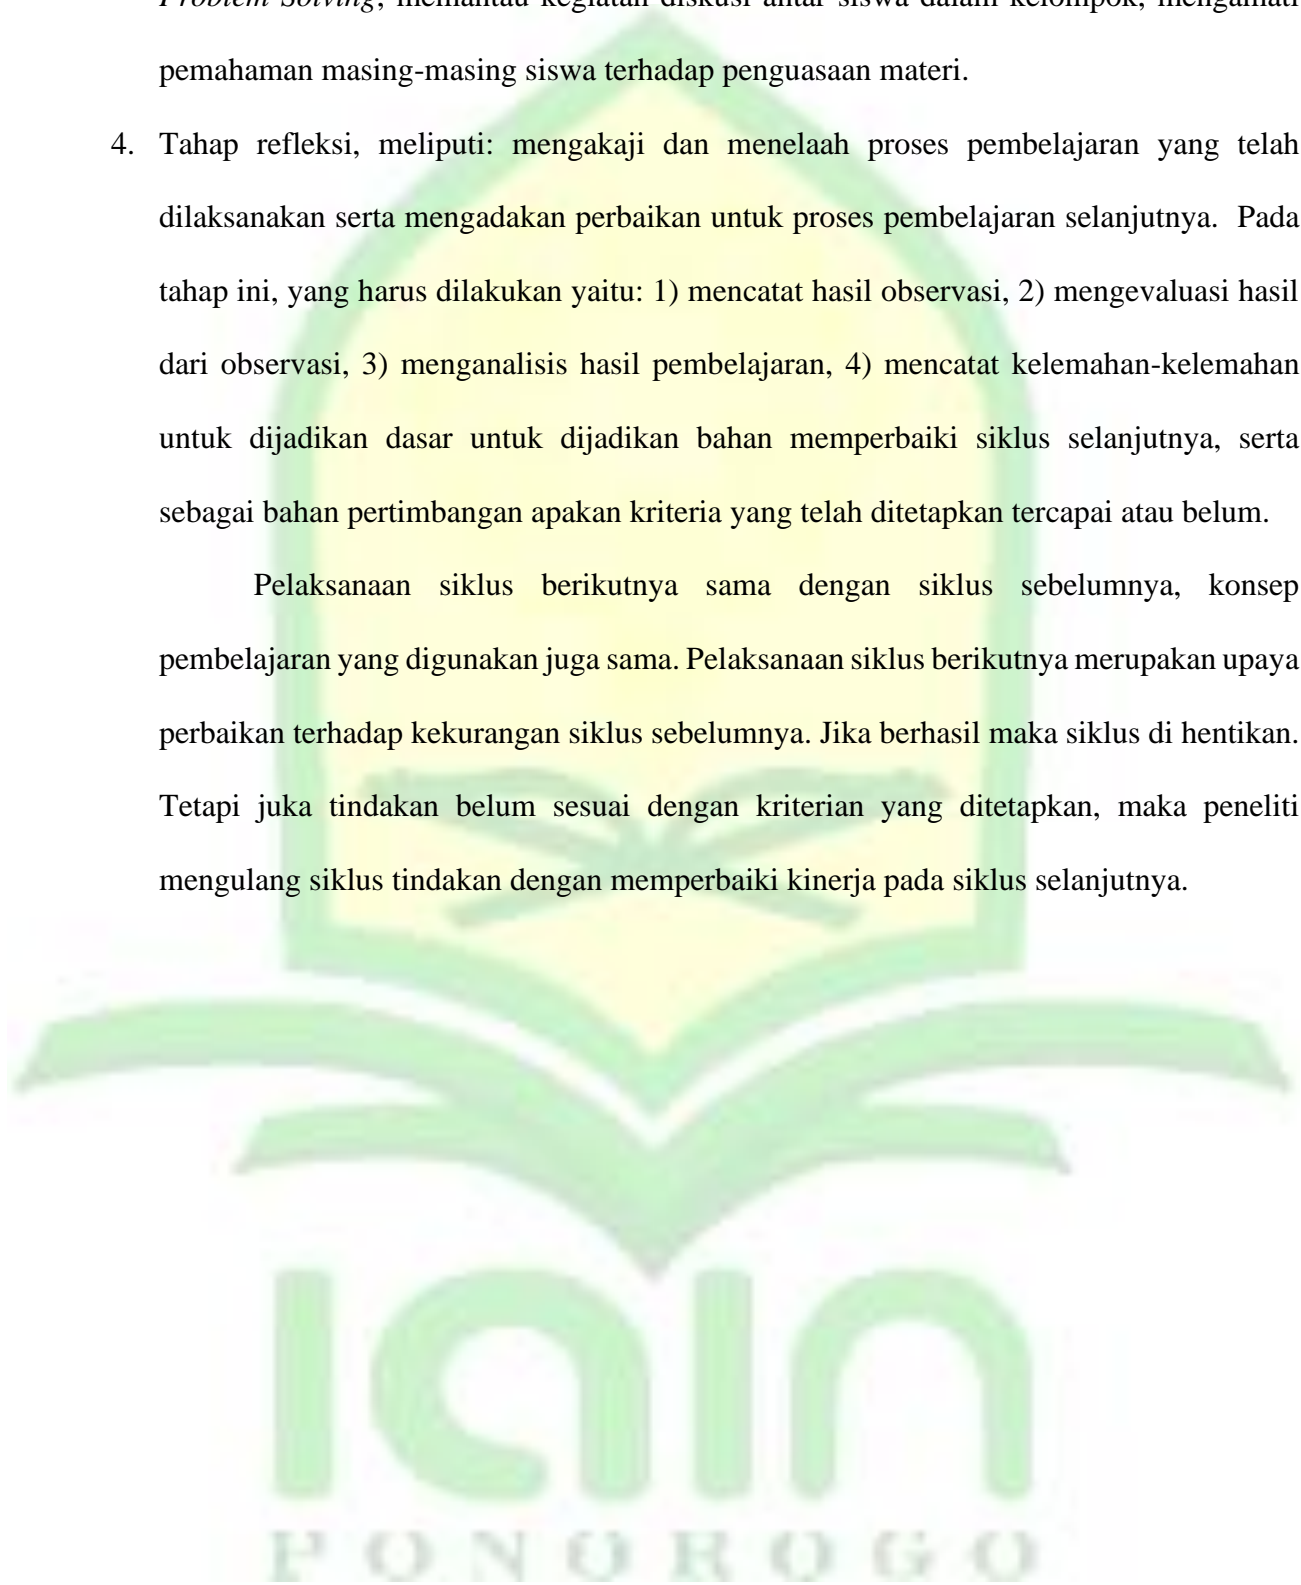 Problem Solving, memantau kegiatan diskusi antar siswa dalam kelompok, mengamati
pemahaman masing-masing siswa terhadap penguasaan materi.
4. Tahap refleksi, meliputi: mengakaji dan menelaah proses pembelajaran yang telah
dilaksanakan serta mengadakan perbaikan untuk proses pembelajaran selanjutnya. Pada
tahap ini, yang harus dilakukan yaitu: 1) mencatat hasil observasi, 2) mengevaluasi hasil
dari observasi, 3) menganalisis hasil pembelajaran, 4) mencatat kelemahan-kelemahan
untuk dijadikan dasar untuk dijadikan bahan memperbaiki siklus selanjutnya, serta
sebagai bahan pertimbangan apakan kriteria yang telah ditetapkan tercapai atau belum.
Pelaksanaan siklus berikutnya sama dengan siklus sebelumnya, konsep
pembelajaran yang digunakan juga sama. Pelaksanaan siklus berikutnya merupakan upaya
perbaikan terhadap kekurangan siklus sebelumnya. Jika berhasil maka siklus di hentikan.
Tetapi juka tindakan belum sesuai dengan kriterian yang ditetapkan, maka peneliti
mengulang siklus tindakan dengan memperbaiki kinerja pada siklus selanjutnya.
iain
PONOROGO